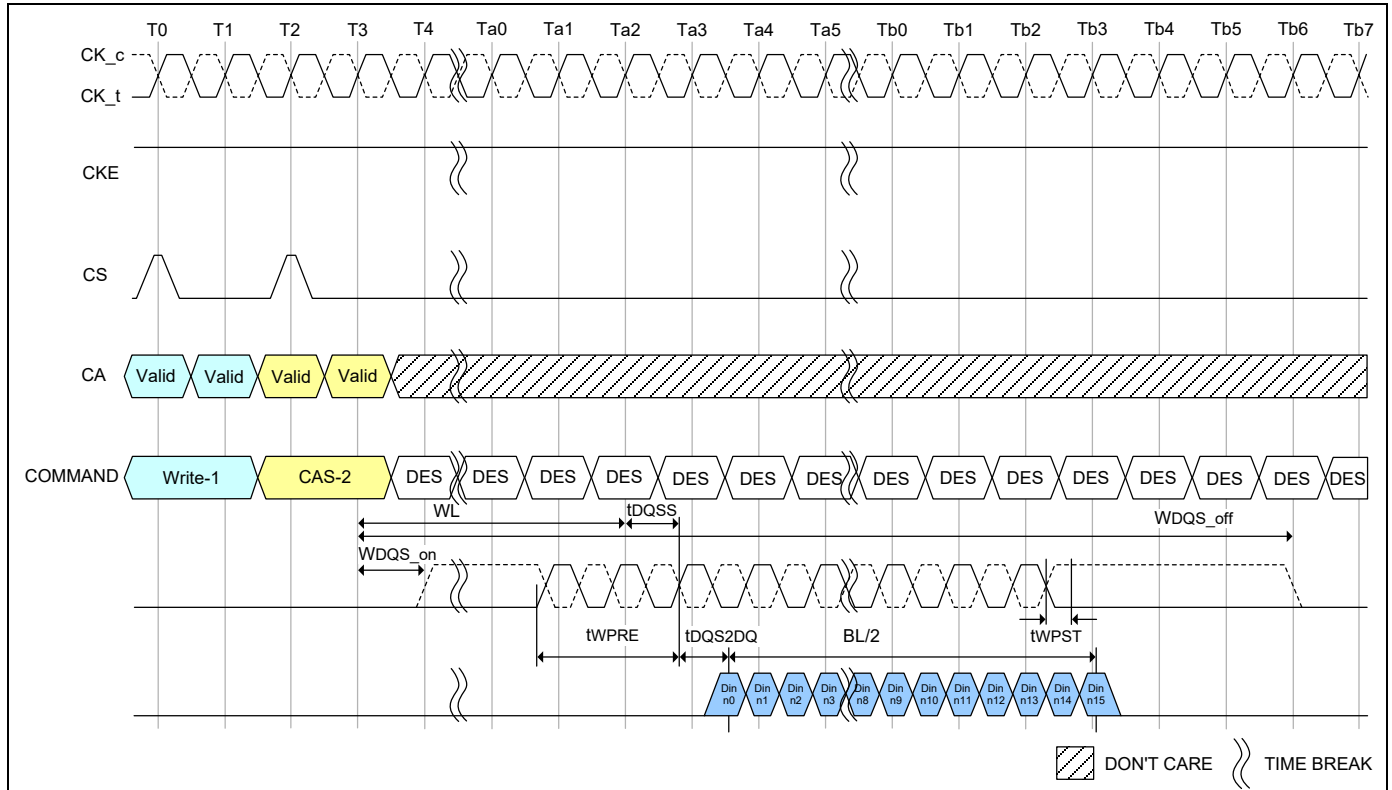 T0 T1 T2 T3 T4 Ta0 Ta1 Ta2 Ta3 Ta4 Ta5 Tb0 Tb1 Tb2 Tb3 Tb4 Tb5 Tb6 Tb7
CK_c
CK_t
CKE
CS
CA Valid Valid Valid Valid
COMMAND Write-1 CAS-2 DES DES DES DES DES DES DES DES DES DES DES DES DES DES DES
WL tDQSS WDQS_off
WDQS_on
tWPRE tDQS2DQ BL/2 tWPST
Din Din Din Din Din Din Din Din Din Din Din Din
n0 n1 n2 n3 n8 n9 n10 n11 n12 n13 n14 n15
DON'T CARE TIME BREAK